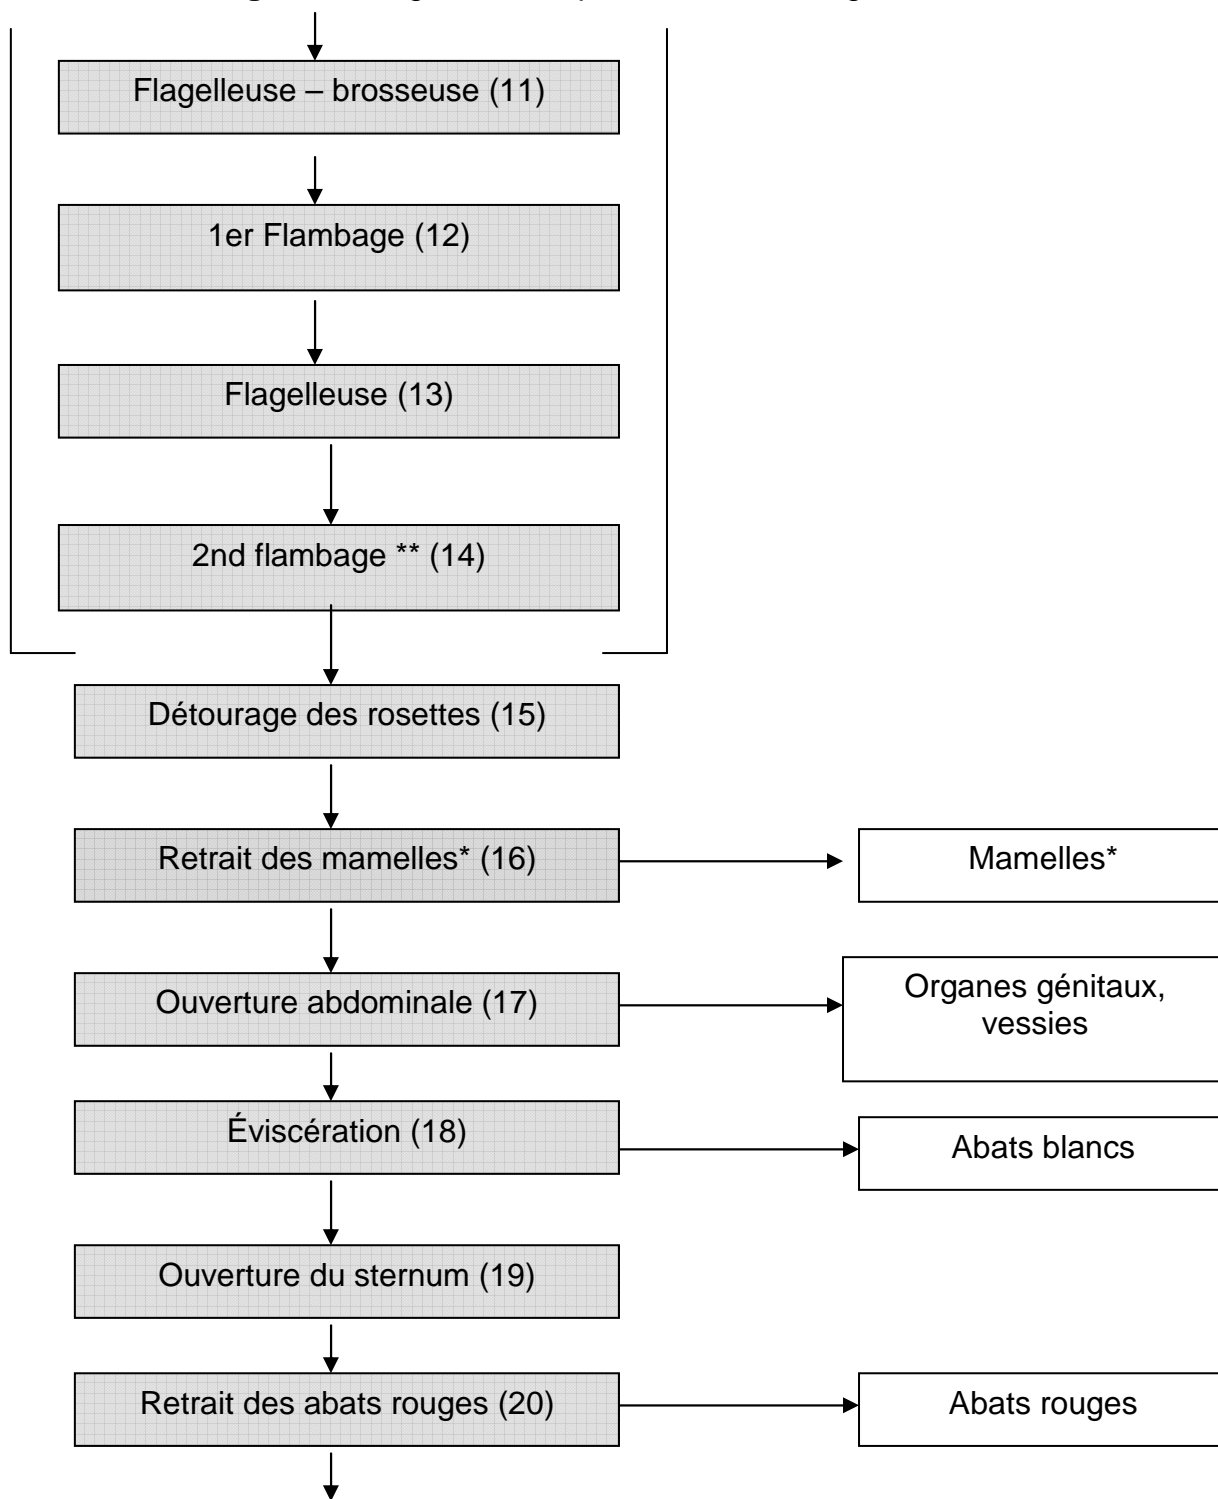 Flagelleuse – brosseuse (11)
1er Flambage (12)
Flagelleuse (13)
2nd flambage ** (14)
Détourage des rosettes (15)
Retrait des mamelles* (16)
Mamelles*
Ouverture abdominale (17)
Organes génitaux,
vessies
Éviscération (18)
Abats blancs
Ouverture du sternum (19)
Retrait des abats rouges (20)
Abats rouges